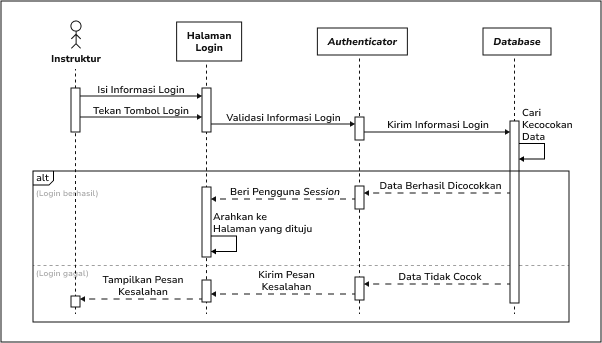 Instruktur
Halaman
Login
Authenticator
Database
Isi Informasi Login
Tekan Tombol Login
Validasi Informasi Login
Kirim Informasi Login
Cari
Kecocokan
Data
alt
(Login berhasil)
Data Berhasil Dicocokkan
Beri Pengguna Session
Arahkan ke
Halaman yang dituju
(Login gagal)
Data Tidak Cocok
Kirim Pesan
Kesalahan
Tampilkan Pesan
Kesalahan